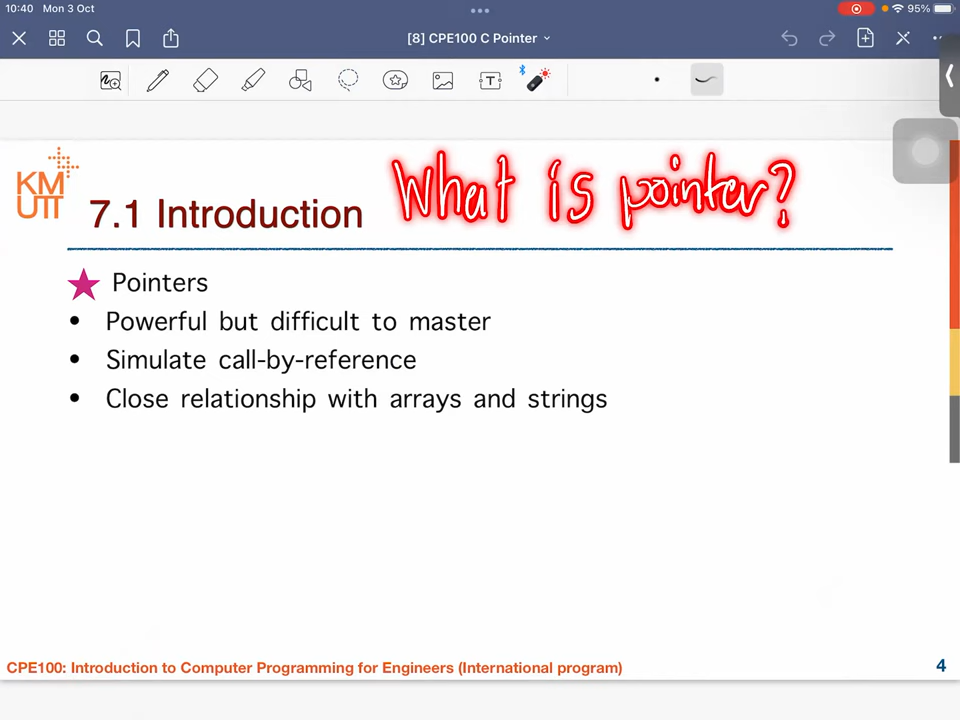 10:40 Mon 3 Oct 95%
[8] CPE100 C Pointer
T
KM
UTT
7.1 Introduction What is pointer?
★ Pointers
• Powerful but difficult to master
• Simulate call-by-reference
• Close relationship with arrays and strings
CPE100: Introduction to Computer Programming for Engineers (International program) 4